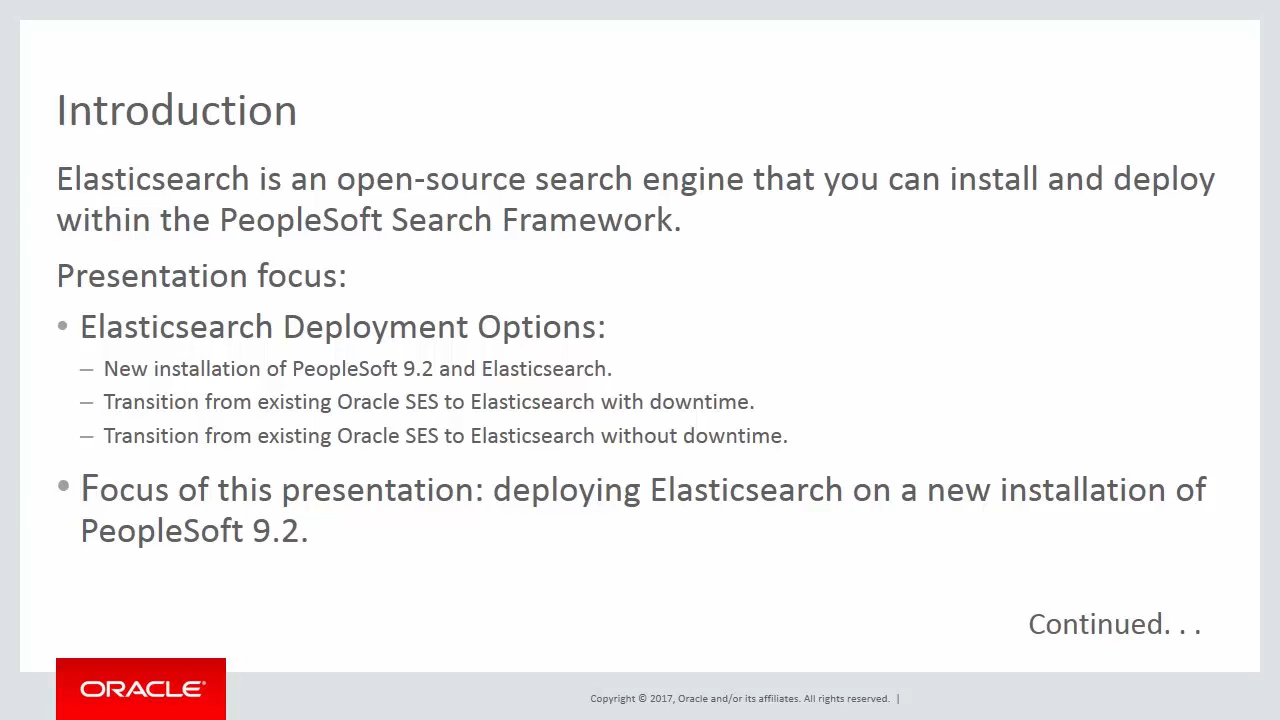 Introduction
Elasticsearch is an open-source search engine that you can install and deploy
within the PeopleSoft Search Framework.
Presentation focus:
• Elasticsearch Deployment Options:
– New installation of PeopleSoft 9.2 and Elasticsearch.
– Transition from existing Oracle SES to Elasticsearch with downtime.
– Transition from existing Oracle SES to Elasticsearch without downtime.
• Focus of this presentation: deploying Elasticsearch on a new installation of
PeopleSoft 9.2.
Continued. . .
ORACLE®
Copyright © 2017, Oracle and/or its affiliates. All rights reserved. |